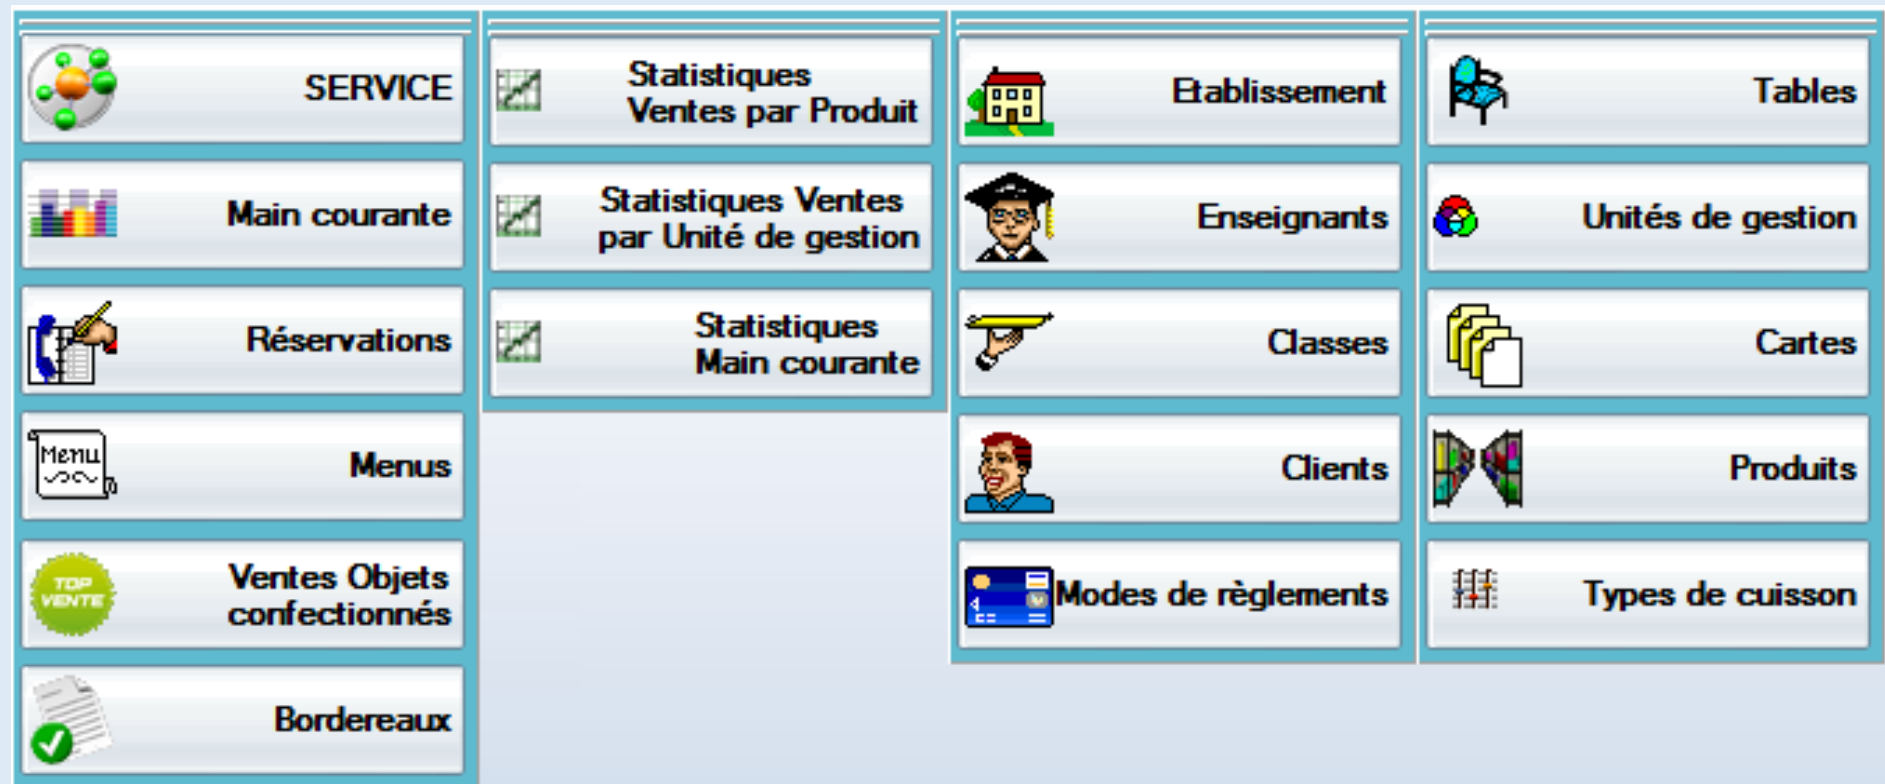 SERVICE
Main courante
Réservations
Menu
Menus
TOP
VENTE
Ventes Objets
confectionnés
Bordereaux
Statistiques
Ventes par Produit
Statistiques Ventes
par Unité de gestion
Statistiques
Main courante
Etablissement
Enseignants
Classes
Clients
Modes de règlements
Tables
Unités de gestion
Cartes
Produits
Types de cuisson